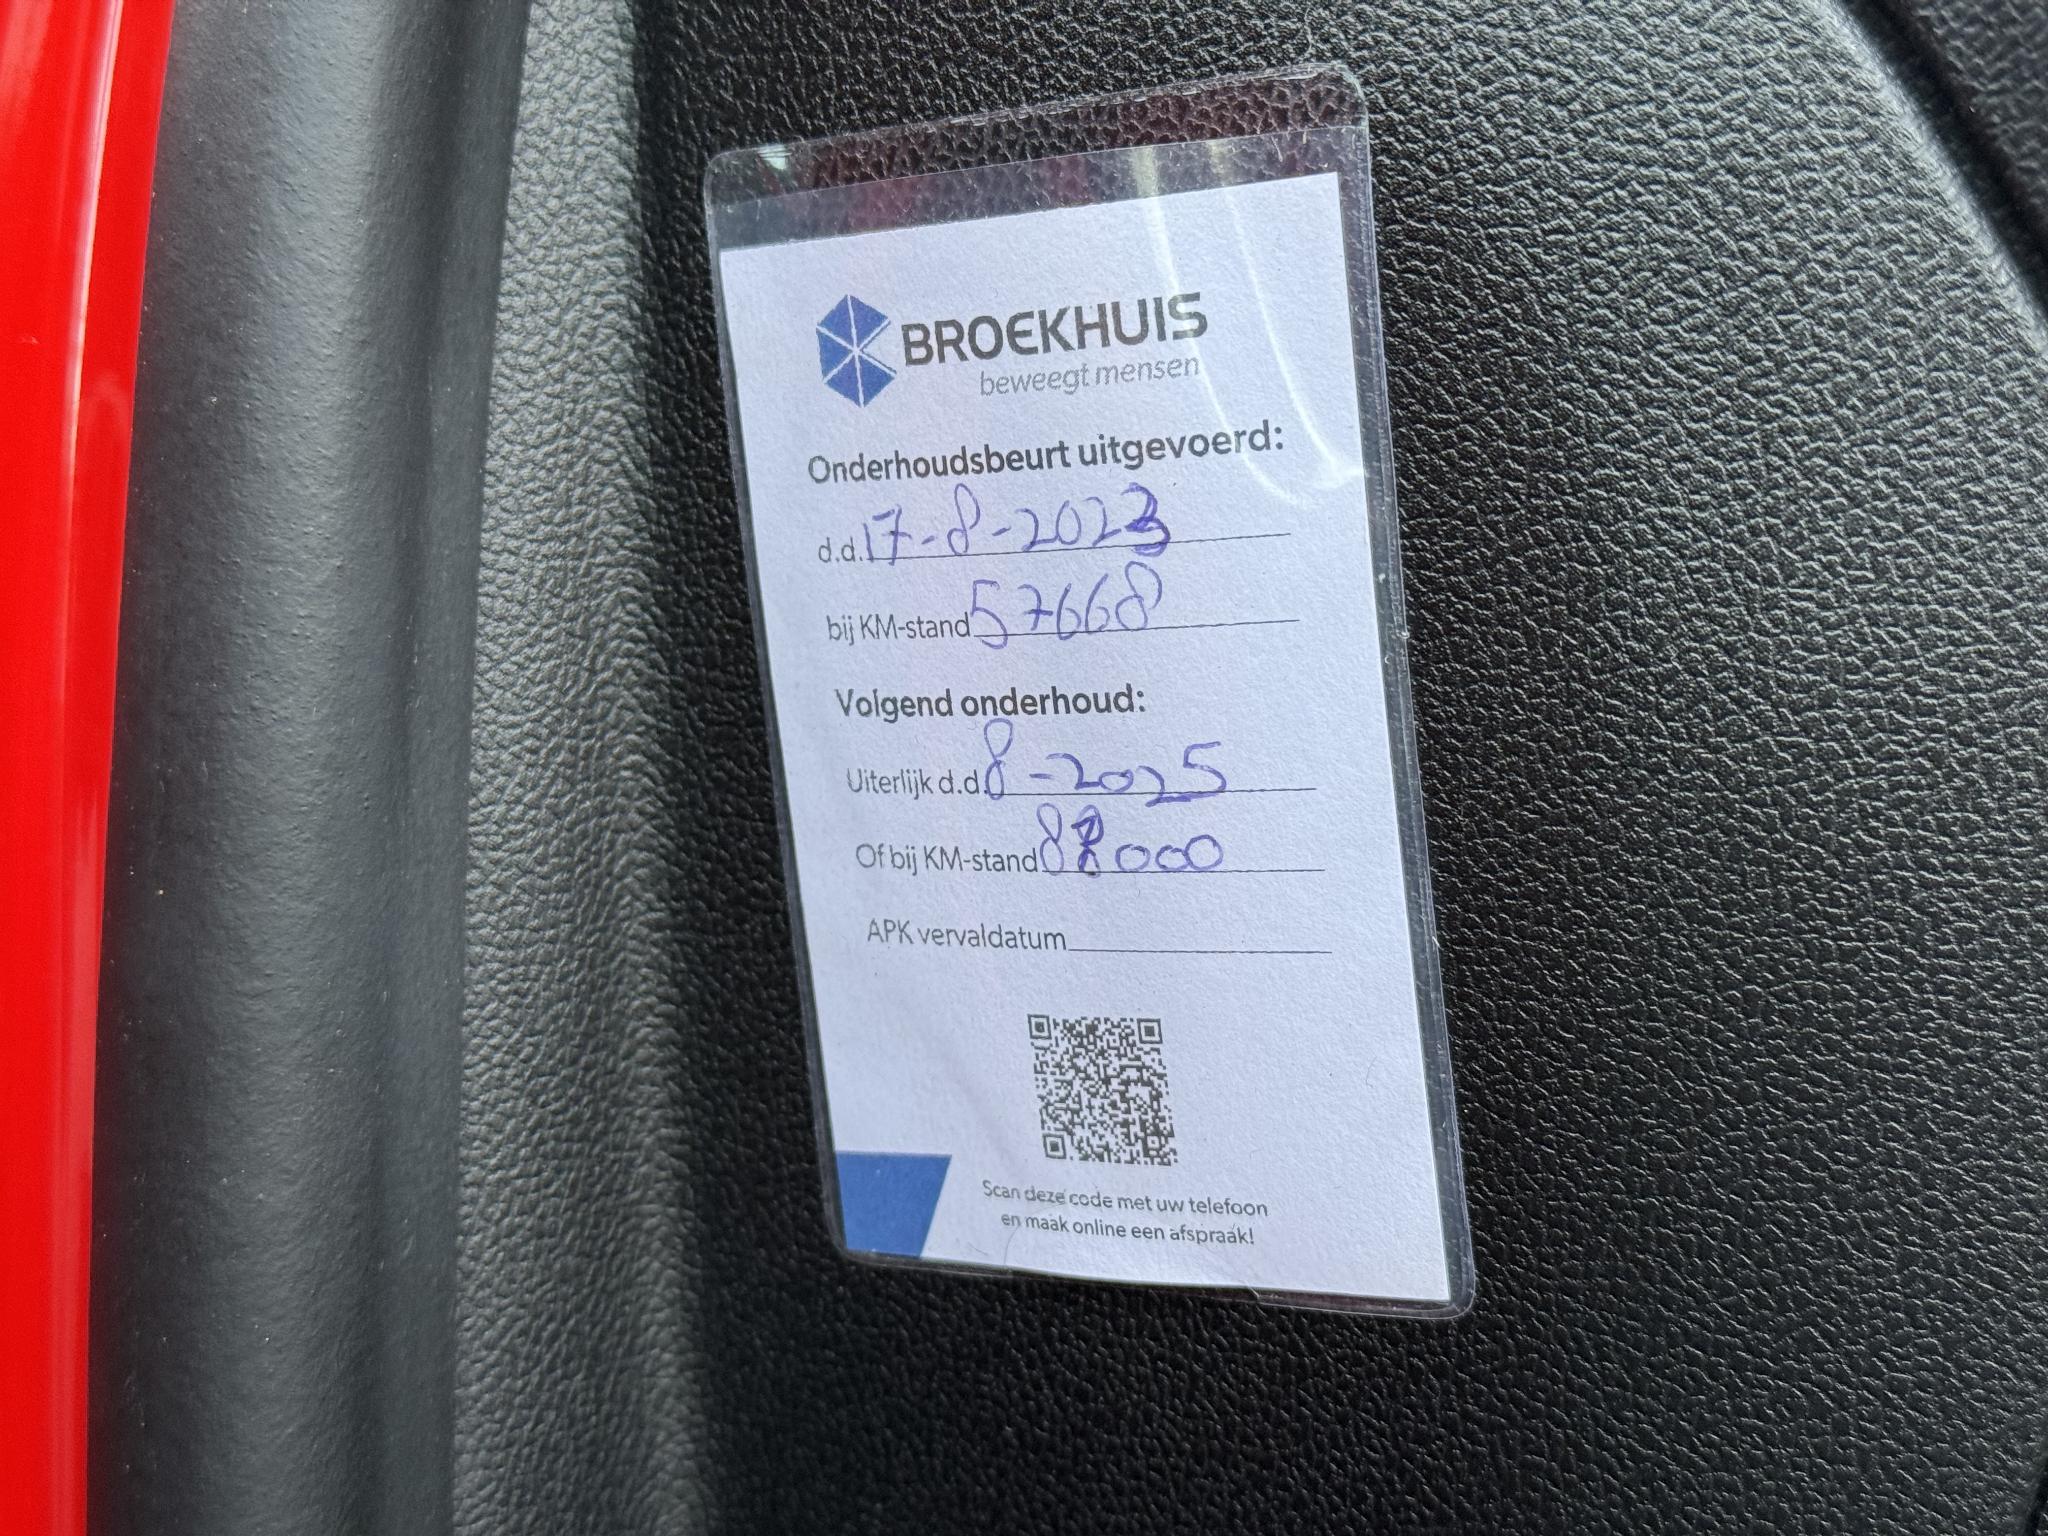 BROEKHUIS
beweegt mensen
Onderhoudsbeurt uitgevoerd:
d.d. 17-8-2023
bij KM-stand 57668
Volgend onderhoud:
Uiterlijk d.d. 8-2025
Of bij KM-stand
APK vervaldatum
Scan deze code met uw telefoon
en maak online een afspraak!